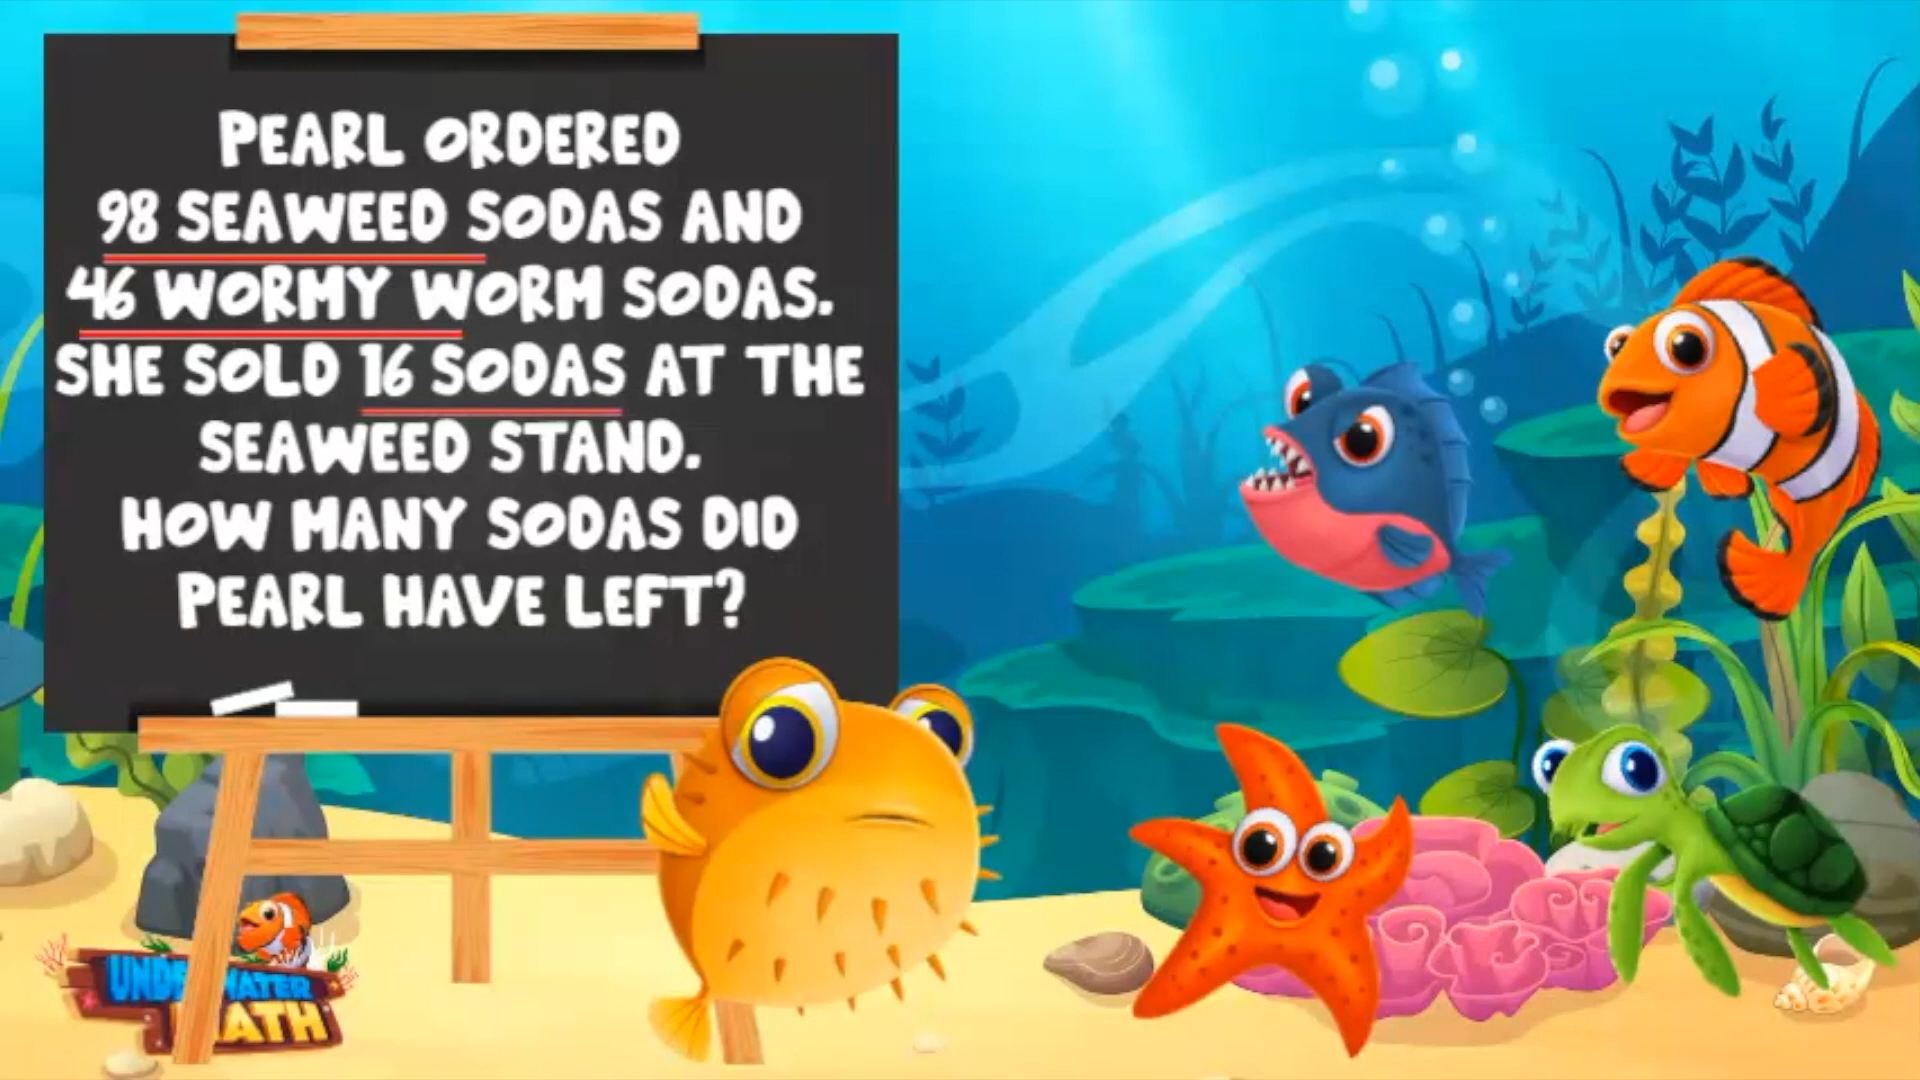 PEARL ORDERED
98 SEAWEED SODAS AND
46 WORMY WORM SODAS.
SHE SOLD 16 SODAS AT THE
SEAWEED STAND.
HOW MANY SODAS DID
PEARL HAVE LEFT?